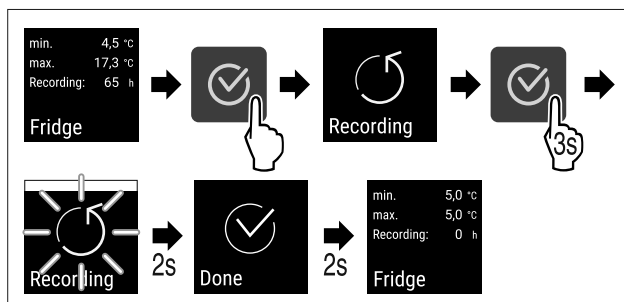 min. 4,5 °C
max. 17,3 °C
Recording: 65 h
Fridge
Recording
3s
Recording
2s
Done
2s
min. 5,0 °C
max. 5,0 °C
Recording: 0 h
Fridge